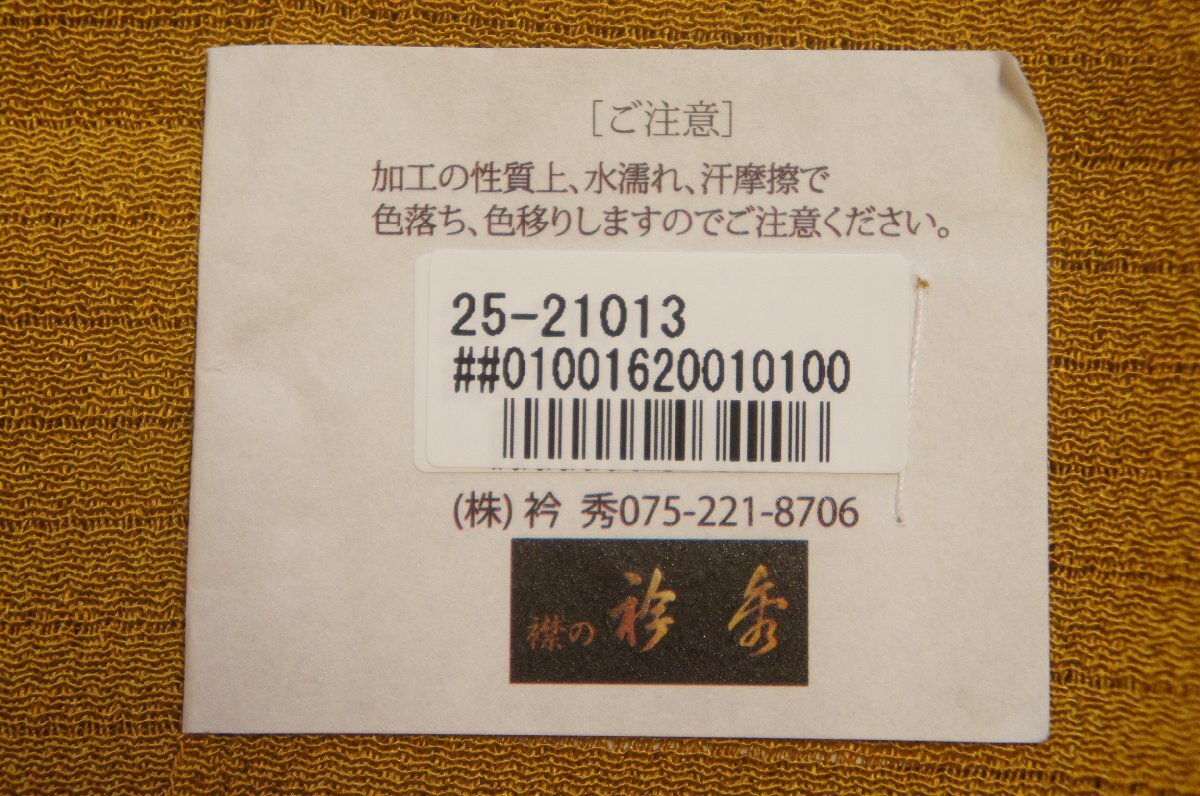 [ご注意]
加工の性質上、水濡れ、汗摩擦で
色落ち、色移りしますのでご注意ください。
25-21013
##01001620010100
(株) 衿 秀075-221-8706
襟の 衿 秀